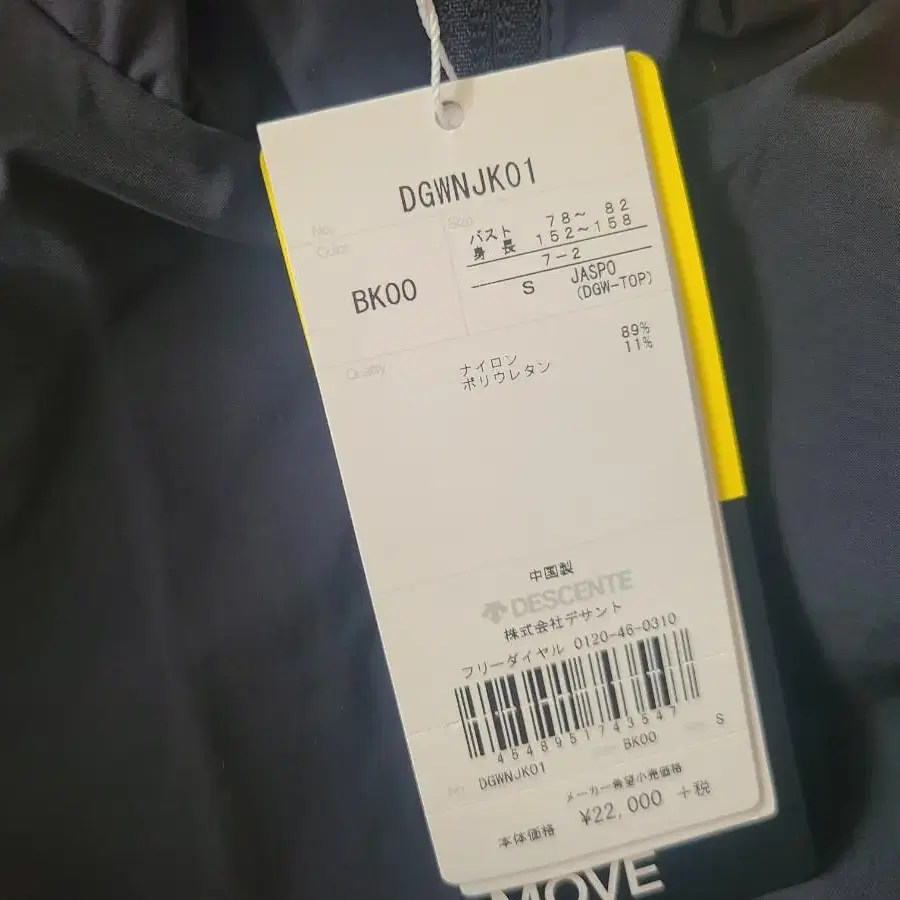 DGWNJK01
No.
Color
Size
バスト 78～ 82
身 長 152～158
7-2
BK00
S JASPO
(DGW-TOP)
Quality
ナイロン 89%
ポリウレタン 11%
中国製
DESCENTE
株式会社デサント
フリーダイヤル 0120-46-0310
4548951743547
DGWNJK01 BK00 S
メーカー希望小売価格
本体価格 ¥22,000 +税
MOVE